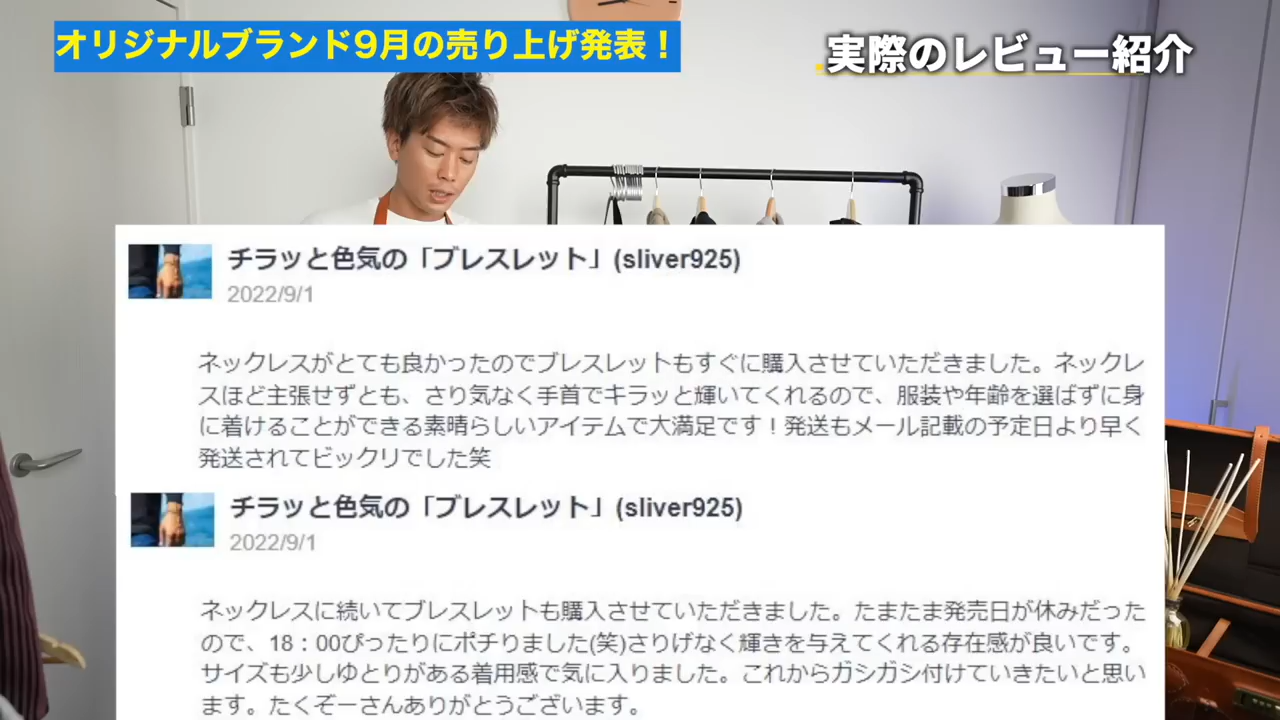 オリジナルブランド9月の売り上げ発表！
実際のレビュー紹介
チラッと色気の「ブレスレット」(sliver925)
2022/9/1
ネックレスがとても良かったのでブレスレットもすぐに購入させていただきました。ネックレ
スほど主張せずとも、さり気なく手首でキラッと輝いてくれるので、服装や年齢を選ばずに身
に着けることができる素晴らしいアイテムで大満足です！発送もメール記載の予定日より早く
発送されてビックリでした笑
チラッと色気の「ブレスレット」(sliver925)
2022/9/1
ネックレスに続いてブレスレットも購入させていただきました。たまたま発売日が休みだった
ので、18：00ぴったりにポチりました(笑)さりげなく輝きを与えてくれる存在感が良いです。
サイズも少しゆとりがある着用感で気に入りました。これからガシガシ付けていきたいと思い
ます。たくぞーさんありがとうございます。